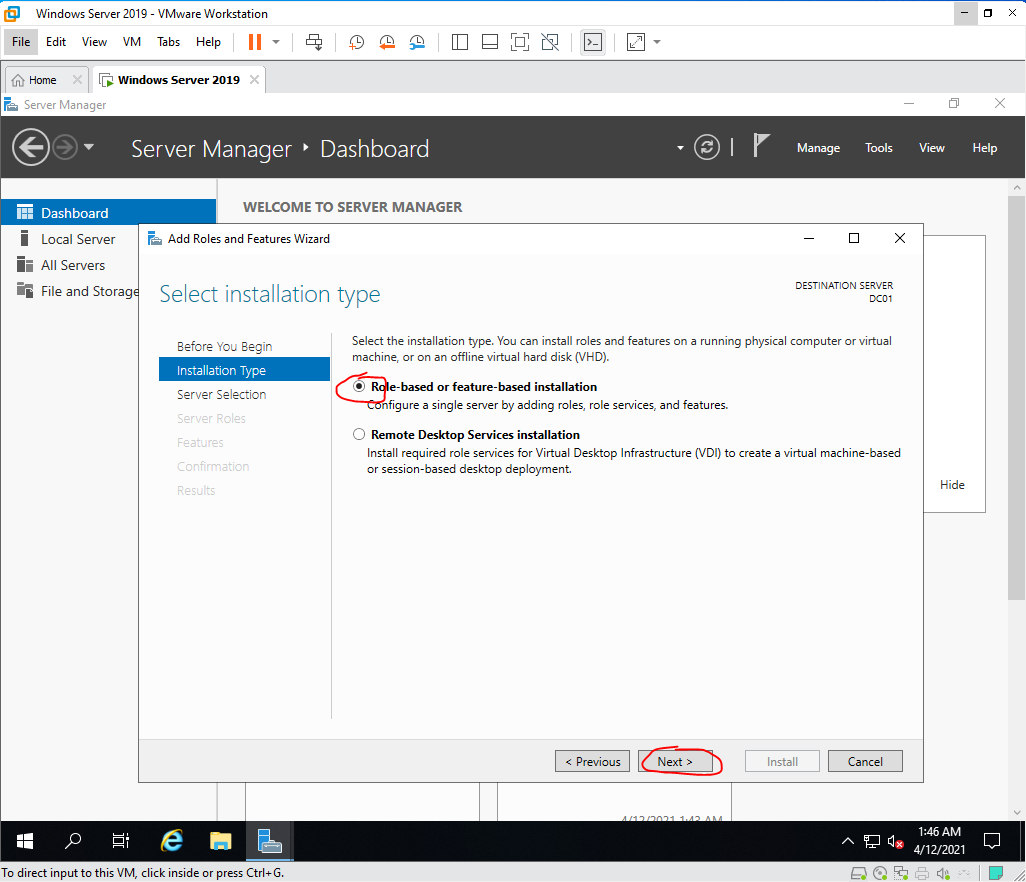 Windows Server 2019 - VMware Workstation
File Edit View VM Tabs Help
Home Windows Server 2019
Server Manager
Server Manager Dashboard
Manage Tools View Help
Dashboard
Local Server
All Servers
File and Storage
WELCOME TO SERVER MANAGER
Add Roles and Features Wizard
Select installation type
DESTINATION SERVER
DC01
Before You Begin
Installation Type
Server Selection
Server Roles
Features
Confirmation
Results
Select the installation type. You can install roles and features on a running physical computer or virtual
machine, or on an offline virtual hard disk (VHD).
Role-based or feature-based installation
Configure a single server by adding roles, role services, and features.
Remote Desktop Services installation
Install required role services for Virtual Desktop Infrastructure (VDI) to create a virtual machine-based
or session-based desktop deployment.
Hide
< Previous Next > Install Cancel
4/12/2021 1:43 AM
1:46 AM
4/12/2021
To direct input to this VM, click inside or press Ctrl+G.